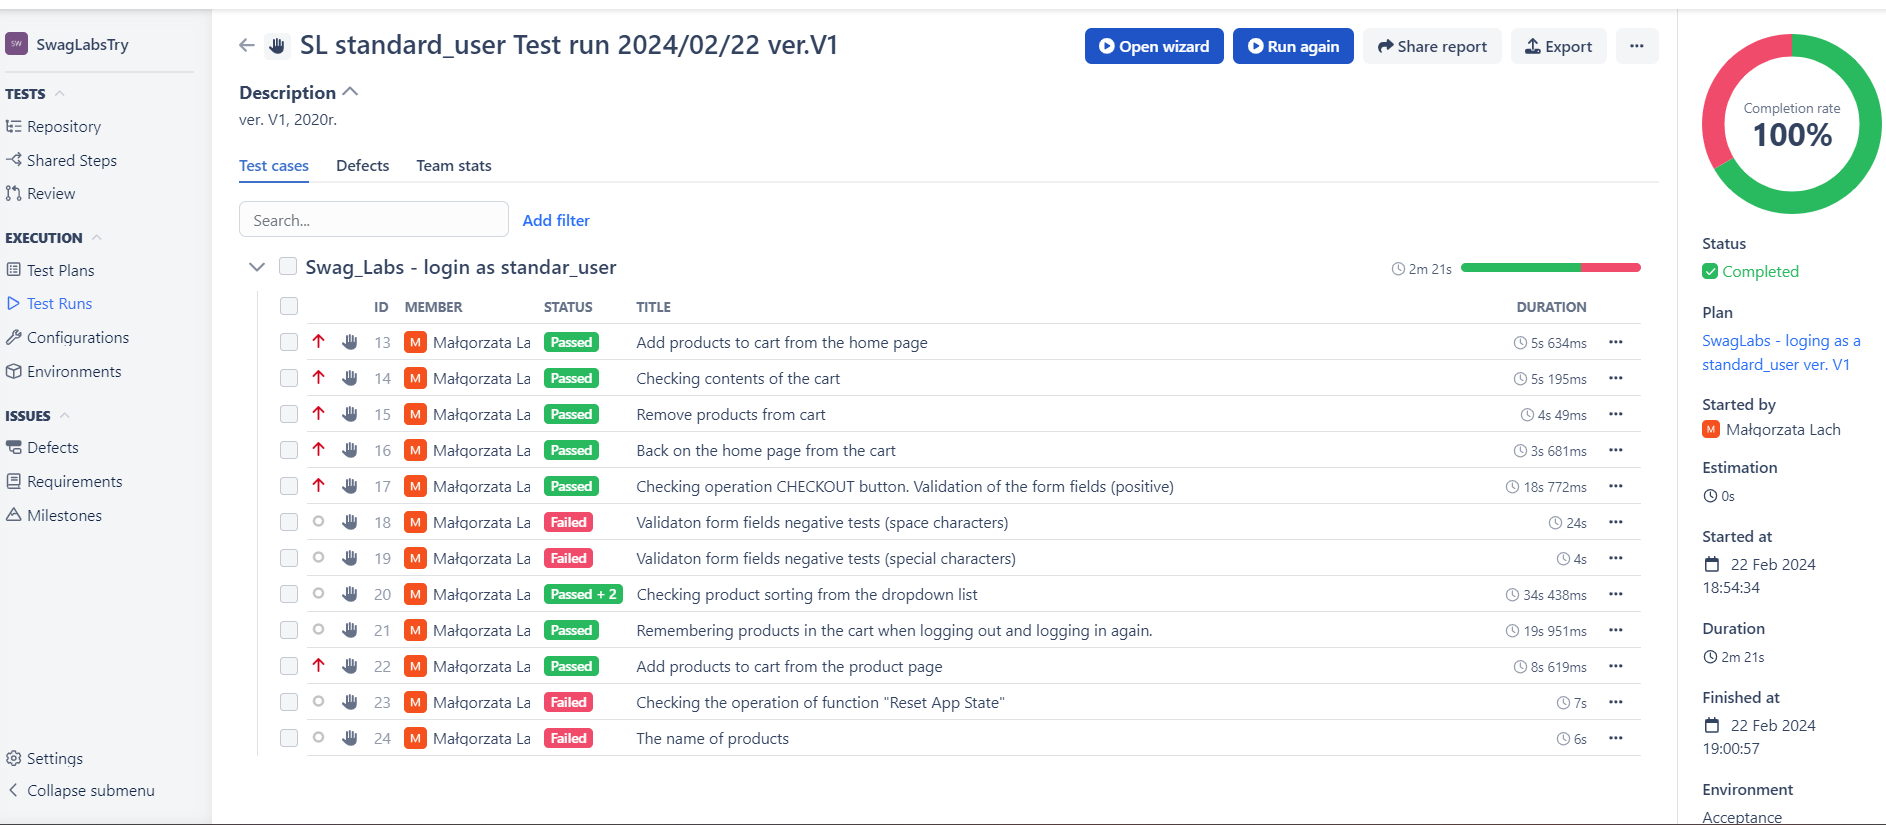 SW SwagLabsTry
TESTS
Repository
Shared Steps
Review
EXECUTION
Test Plans
Test Runs
Configurations
Environments
ISSUES
Defects
Requirements
Milestones
Settings
Collapse submenu
SL standard_user Test run 2024/02/22 ver.V1
Open wizard Run again Share report Export
Description
ver. V1, 2020r.
Test cases Defects Team stats
Search... Add filter
Swag_Labs - login as standar_user 2m 21s
ID MEMBER STATUS TITLE DURATION
13 M Małgorzata La Passed Add products to cart from the home page 5s 634ms
14 M Małgorzata La Passed Checking contents of the cart 5s 195ms
15 M Małgorzata La Passed Remove products from cart 4s 49ms
16 M Małgorzata La Passed Back on the home page from the cart 3s 681ms
17 M Małgorzata La Passed Checking operation CHECKOUT button. Validation of the form fields (positive) 18s 772ms
18 M Małgorzata La Failed Validaton form fields negative tests (space characters) 24s
19 M Małgorzata La Failed Validaton form fields negative tests (special characters) 4s
20 M Małgorzata La Passed + 2 Checking product sorting from the dropdown list 34s 438ms
21 M Małgorzata La Passed Remembering products in the cart when logging out and logging in again. 19s 951ms
22 M Małgorzata La Passed Add products to cart from the product page 8s 619ms
23 M Małgorzata La Failed Checking the operation of function "Reset App State" 7s
24 M Małgorzata La Failed The name of products 6s
Completion rate
100%
Status
Completed
Plan
SwagLabs - loging as a
standard_user ver. V1
Started by
M Małgorzata Lach
Estimation
0s
Started at
22 Feb 2024
18:54:34
Duration
2m 21s
Finished at
22 Feb 2024
19:00:57
Environment
Acceptance